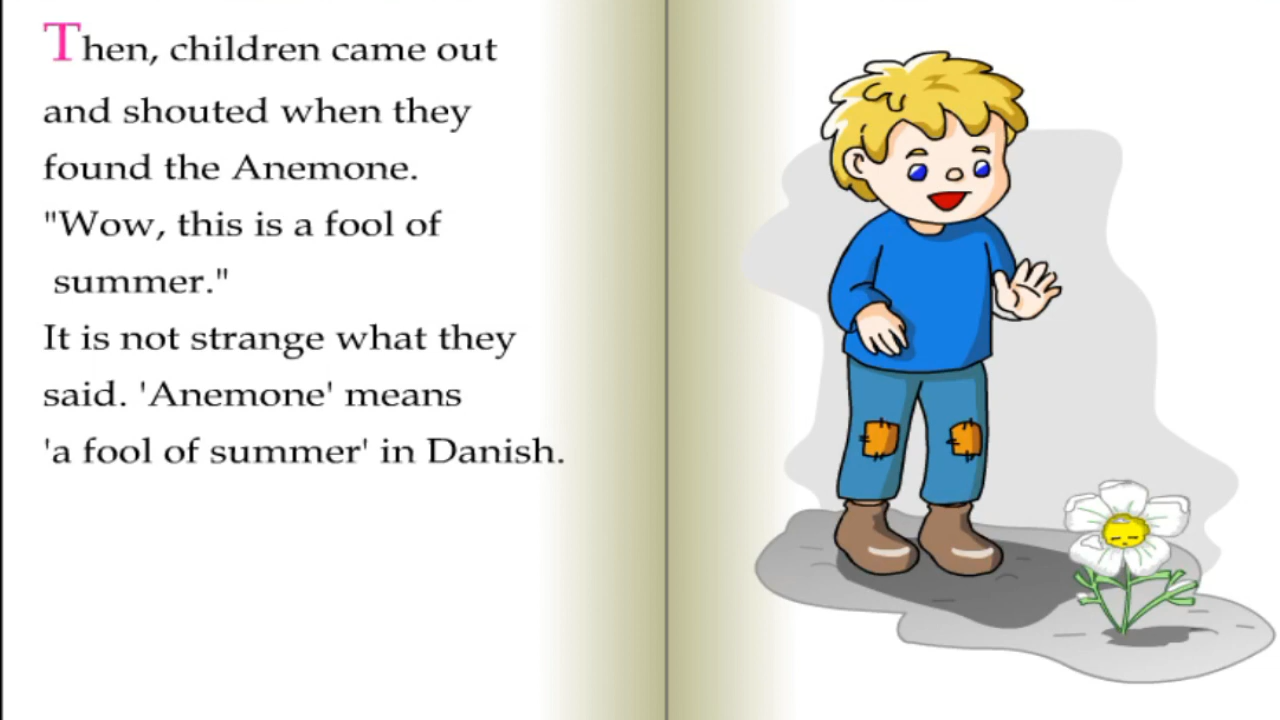 Then, children came out
and shouted when they
found the Anemone.
"Wow, this is a fool of
summer."
It is not strange what they
said. 'Anemone' means
'a fool of summer' in Danish.